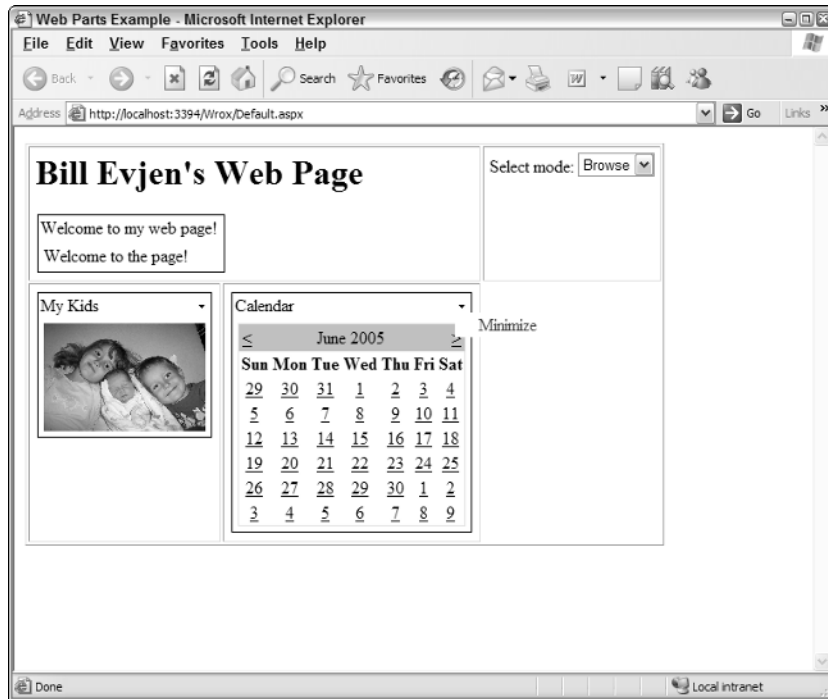 Web Parts Example - Microsoft Internet Explorer
File Edit View Favorites Tools Help
Back Search Favorites W
Address http://localhost:3394/Wrox/Default.aspx Go Links »
Bill Evjen's Web Page
Select mode: Browse
Welcome to my web page!
Welcome to the page!
My Kids
Calendar
Minimize
< June 2005 >
Sun Mon Tue Wed Thu Fri Sat
29 30 31 1 2 3 4
5 6 7 8 9 10 11
12 13 14 15 16 17 18
19 20 21 22 23 24 25
26 27 28 29 30 1 2
3 4 5 6 7 8 9
Done Local intranet